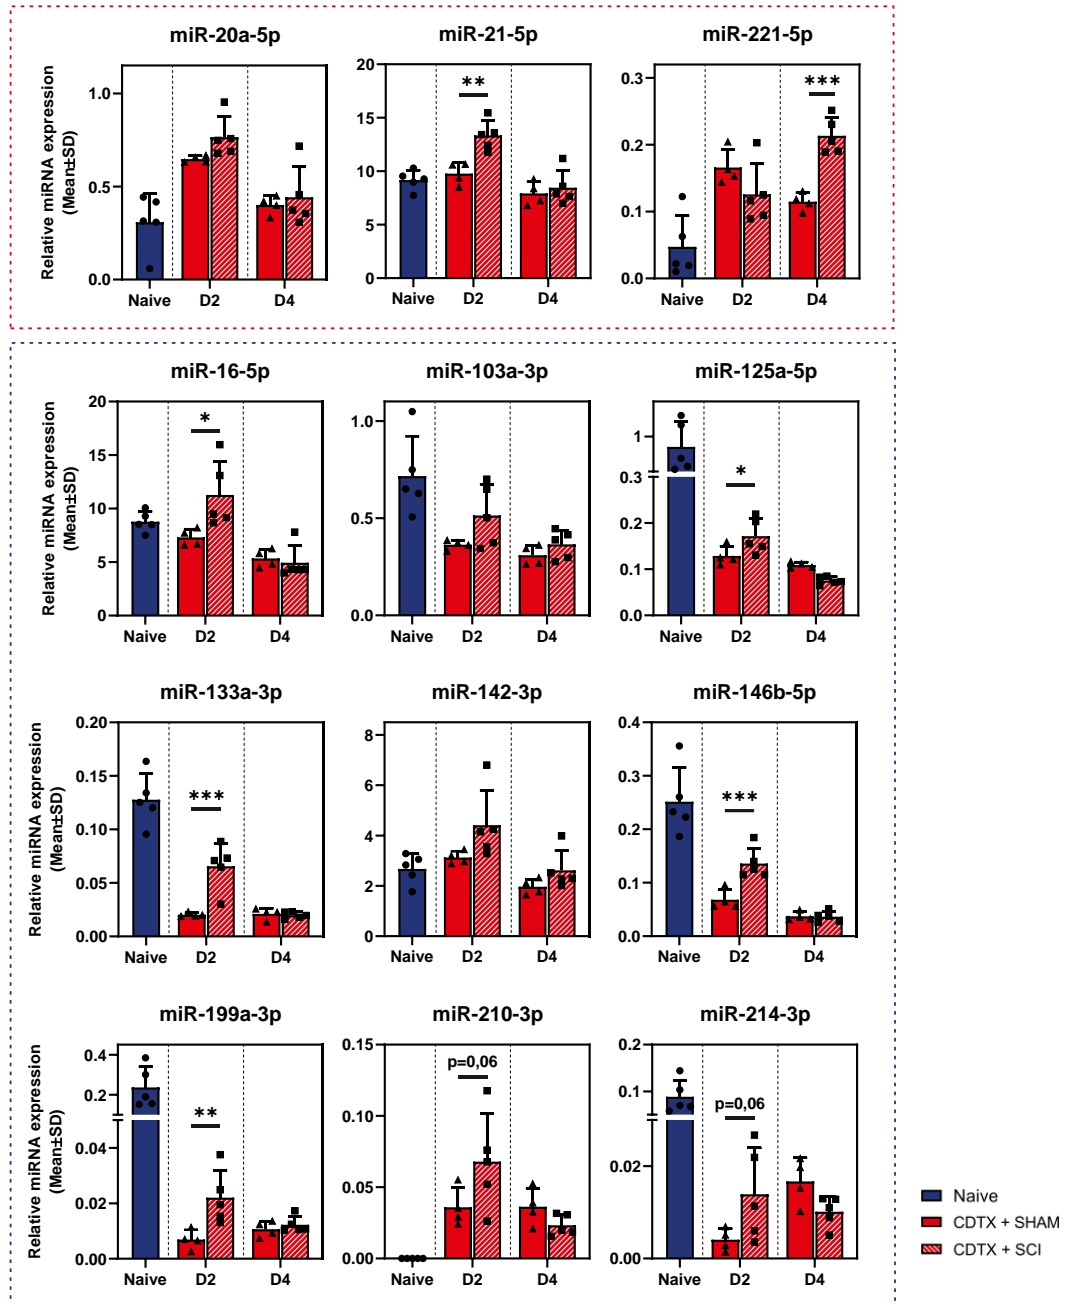 miR-20a-5p
miR-21-5p
miR-221-5p
Relative miRNA expression
(Mean±SD)
1.0
0.5
0.0
Naive
D2
D4
20
15
10
5
0
**
Naive
D2
D4
0.3
0.2
0.1
0.0
***
Naive
D2
D4
miR-16-5p
miR-103a-3p
miR-125a-5p
Relative miRNA expression
(Mean±SD)
20
15
10
5
0
*
Naive
D2
D4
1.0
0.5
0.0
Naive
D2
D4
1
0.3
0.2
0.1
0.0
*
Naive
D2
D4
miR-133a-3p
miR-142-3p
miR-146b-5p
Relative miRNA expression
(Mean±SD)
0.20
0.15
0.10
0.05
0.00
***
Naive
D2
D4
8
6
4
2
0
Naive
D2
D4
0.4
0.3
0.2
0.1
0.0
***
Naive
D2
D4
miR-199a-3p
miR-210-3p
miR-214-3p
Relative miRNA expression
(Mean±SD)
0.4
0.2
0.04
0.02
0.00
**
Naive
D2
D4
0.15
0.10
0.05
0.00
p=0,06
Naive
D2
D4
0.2
0.1
0.02
0.00
p=0,06
Naive
D2
D4
Naive
CDTX + SHAM
CDTX + SCI